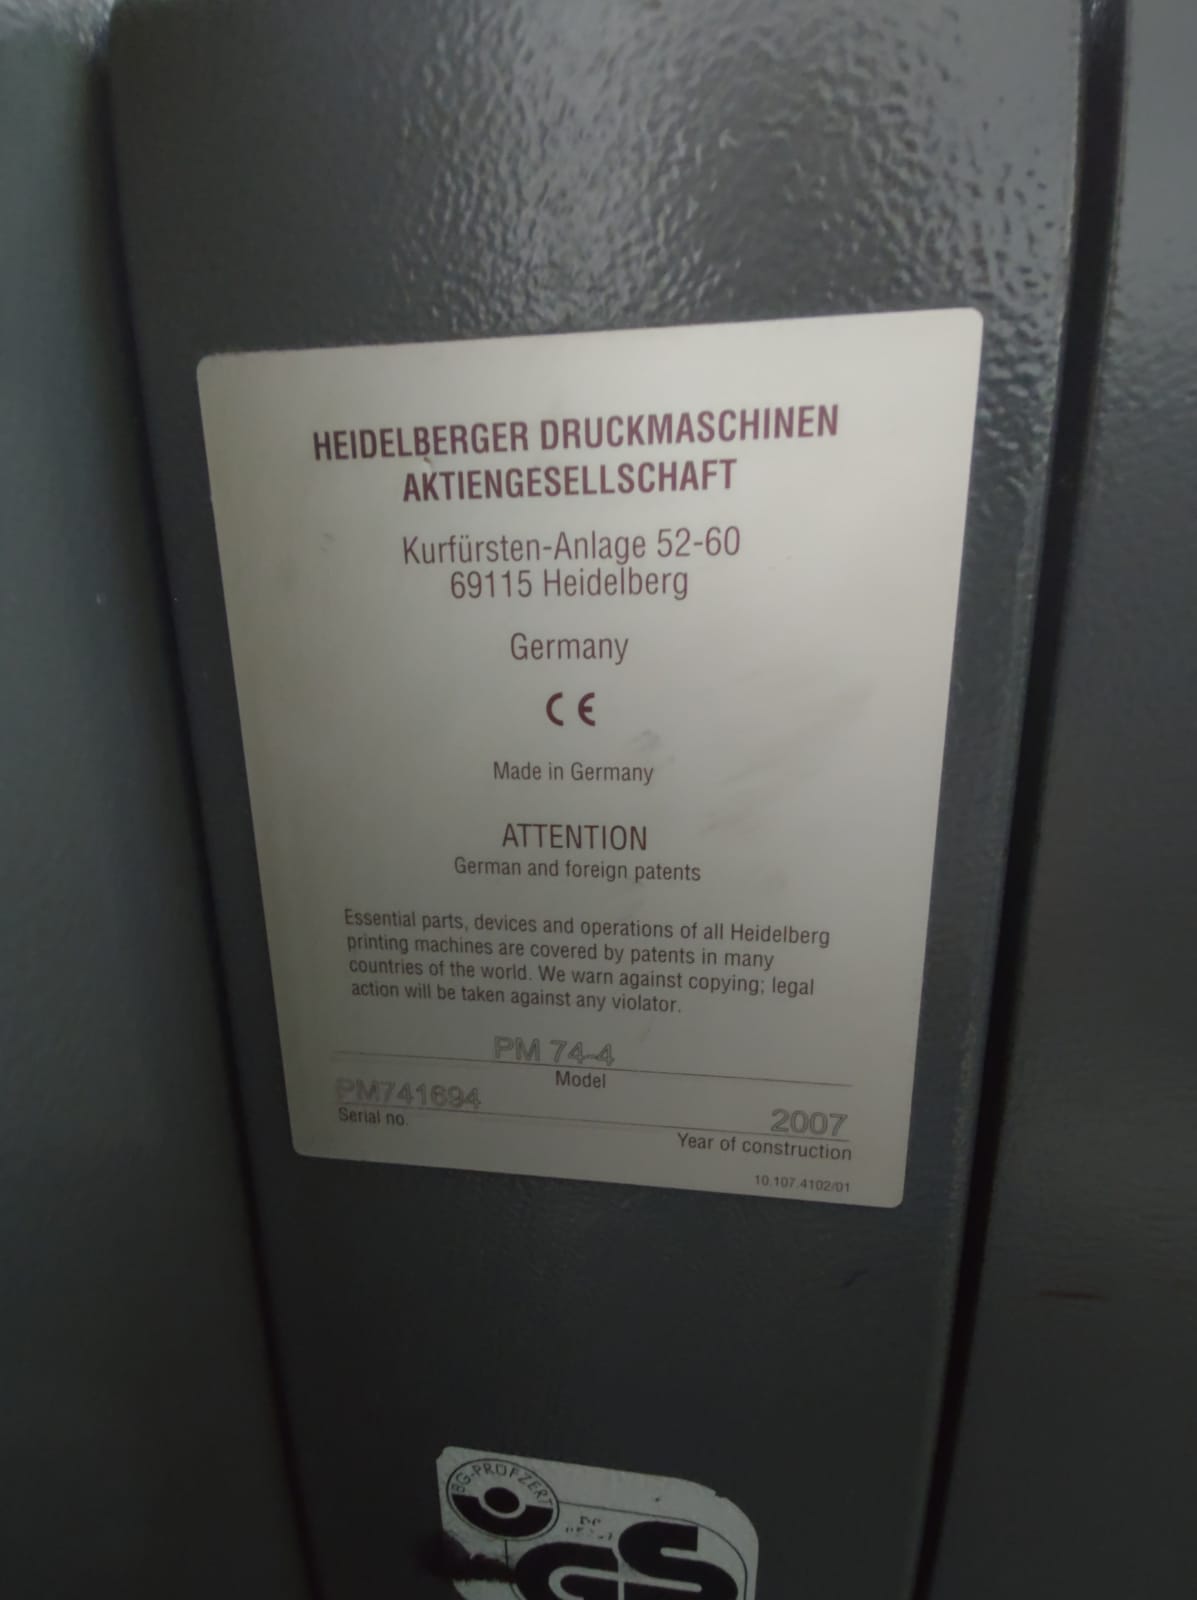 HEIDELBERGER DRUCKMASCHINEN
AKTIENGESELLSCHAFT
Kurfürsten-Anlage 52-60
69115 Heidelberg
Germany
CE
Made in Germany
ATTENTION
German and foreign patents
Essential parts, devices and operations of all Heidelberg
printing machines are covered by patents in many
countries of the world. We warn against copying; legal
action will be taken against any violator.
PM 74-4
Model
PM741694
Serial no.
2007
Year of construction
10.107.4102/01
BG-PRÜFZERT
GS